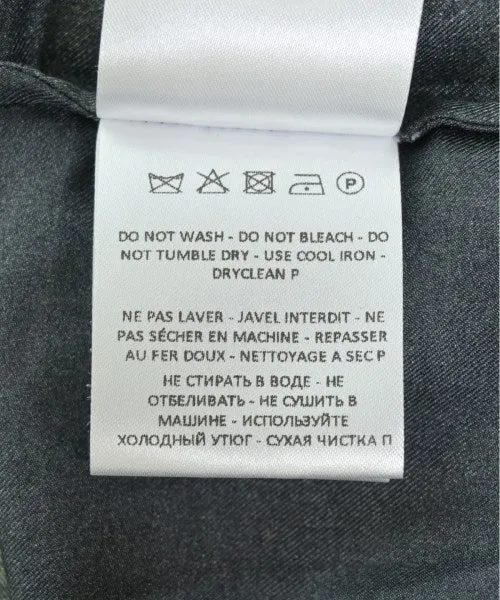 P
DO NOT WASH - DO NOT BLEACH - DO
NOT TUMBLE DRY - USE COOL IRON -
DRYCLEAN P
NE PAS LAVER - JAVEL INTERDIT - NE
PAS SÉCHER EN MACHINE - REPASSER
AU FER DOUX - NETTOYAGE A SEC P
НЕ СТИРАТЬ В ВОДЕ - НЕ
ОТБЕЛИВАТЬ - НЕ СУШИТЬ В
МАШИНЕ - ИСПОЛЬЗУЙТЕ
ХОЛОДНЫЙ УТЮГ - СУХАЯ ЧИСТКА П